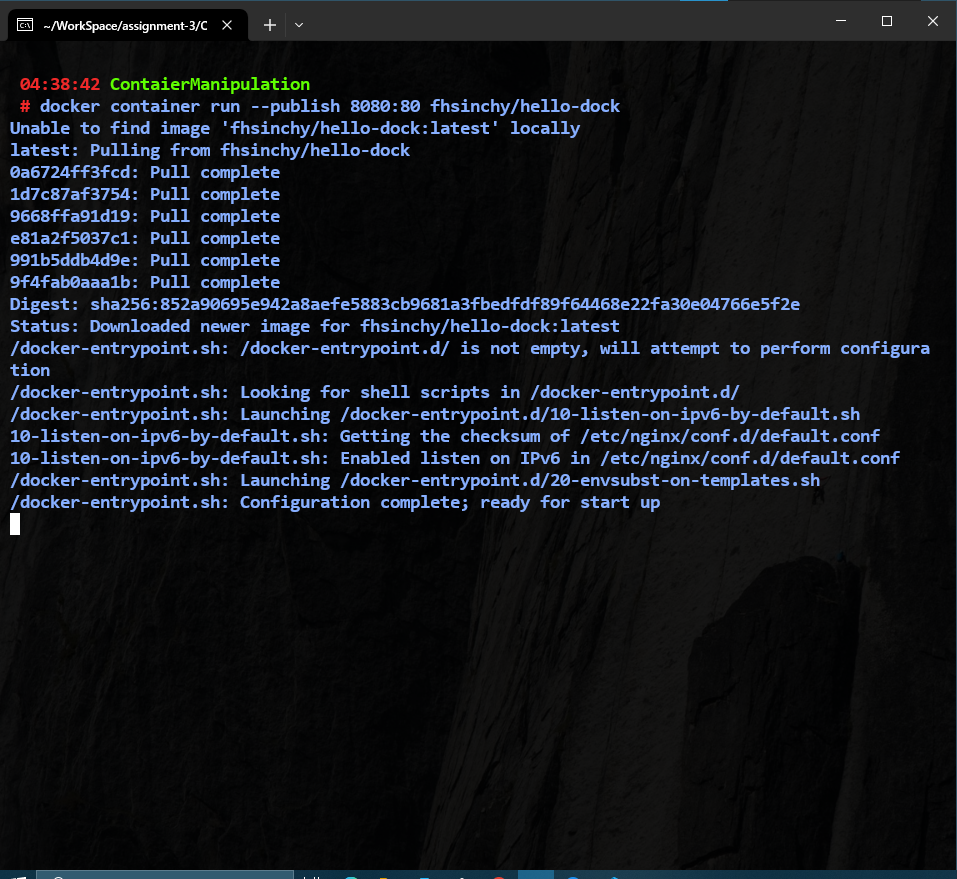 ~/WorkSpace/assignment-3/C
04:38:42 ContaierManipulation
# docker container run --publish 8080:80 fhsinchy/hello-dock
Unable to find image 'fhsinchy/hello-dock:latest' locally
latest: Pulling from fhsinchy/hello-dock
0a6724ff3fcd: Pull complete
1d7c87af3754: Pull complete
9668ffa91d19: Pull complete
e81a2f5037c1: Pull complete
991b5ddb4d9e: Pull complete
9f4fab0aaa1b: Pull complete
Digest: sha256:852a90695e942a8aefe5883cb9681a3fbedfdf89f64468e22fa30e04766e5f2e
Status: Downloaded newer image for fhsinchy/hello-dock:latest
/docker-entrypoint.sh: /docker-entrypoint.d/ is not empty, will attempt to perform configura
tion
/docker-entrypoint.sh: Looking for shell scripts in /docker-entrypoint.d/
/docker-entrypoint.sh: Launching /docker-entrypoint.d/10-listen-on-ipv6-by-default.sh
10-listen-on-ipv6-by-default.sh: Getting the checksum of /etc/nginx/conf.d/default.conf
10-listen-on-ipv6-by-default.sh: Enabled listen on IPv6 in /etc/nginx/conf.d/default.conf
/docker-entrypoint.sh: Launching /docker-entrypoint.d/20-envsubst-on-templates.sh
/docker-entrypoint.sh: Configuration complete; ready for start up